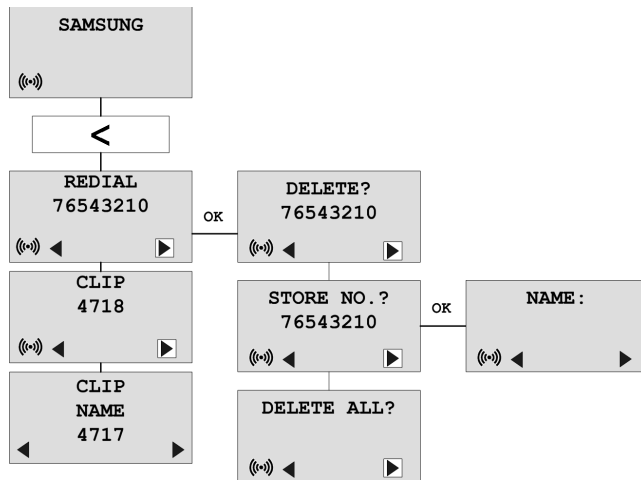 SAMSUNG
<
REDIAL
76543210
OK
DELETE?
76543210
CLIP
4718
STORE NO.?
76543210
OK
NAME:
CLIP
NAME
4717
DELETE ALL?